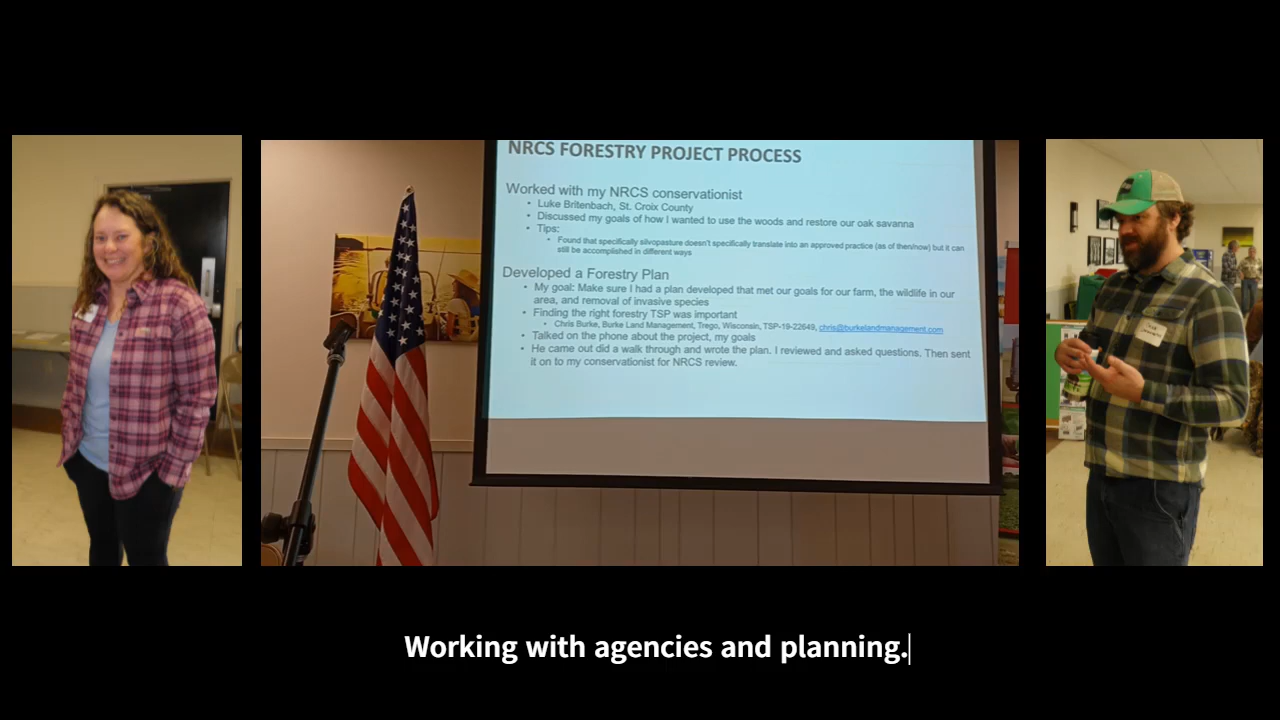 NRCS FORESTRY PROJECT PROCESS
Worked with my NRCS conservationist
• Luke Britenbach, St. Croix County
• Discussed my goals of how I wanted to use the woods and restore our oak savanna
• Tips:
• Found that specifically silvopasture doesn't specifically translate into an approved practice (as of then/now) but it can
still be accomplished in different ways
Developed a Forestry Plan
• My goal: Make sure I had a plan developed that met our goals for our farm, the wildlife in our
area, and removal of invasive species
• Finding the right forestry TSP was important
• Chris Burke, Burke Land Management, Trego, Wisconsin, TSP-19-22649, chris@burkelandmanagement.com
• Talked on the phone about the project, my goals
• He came out did a walk through and wrote the plan. I reviewed and asked questions. Then sent
it on to my conservationist for NRCS review.
Working with agencies and planning.